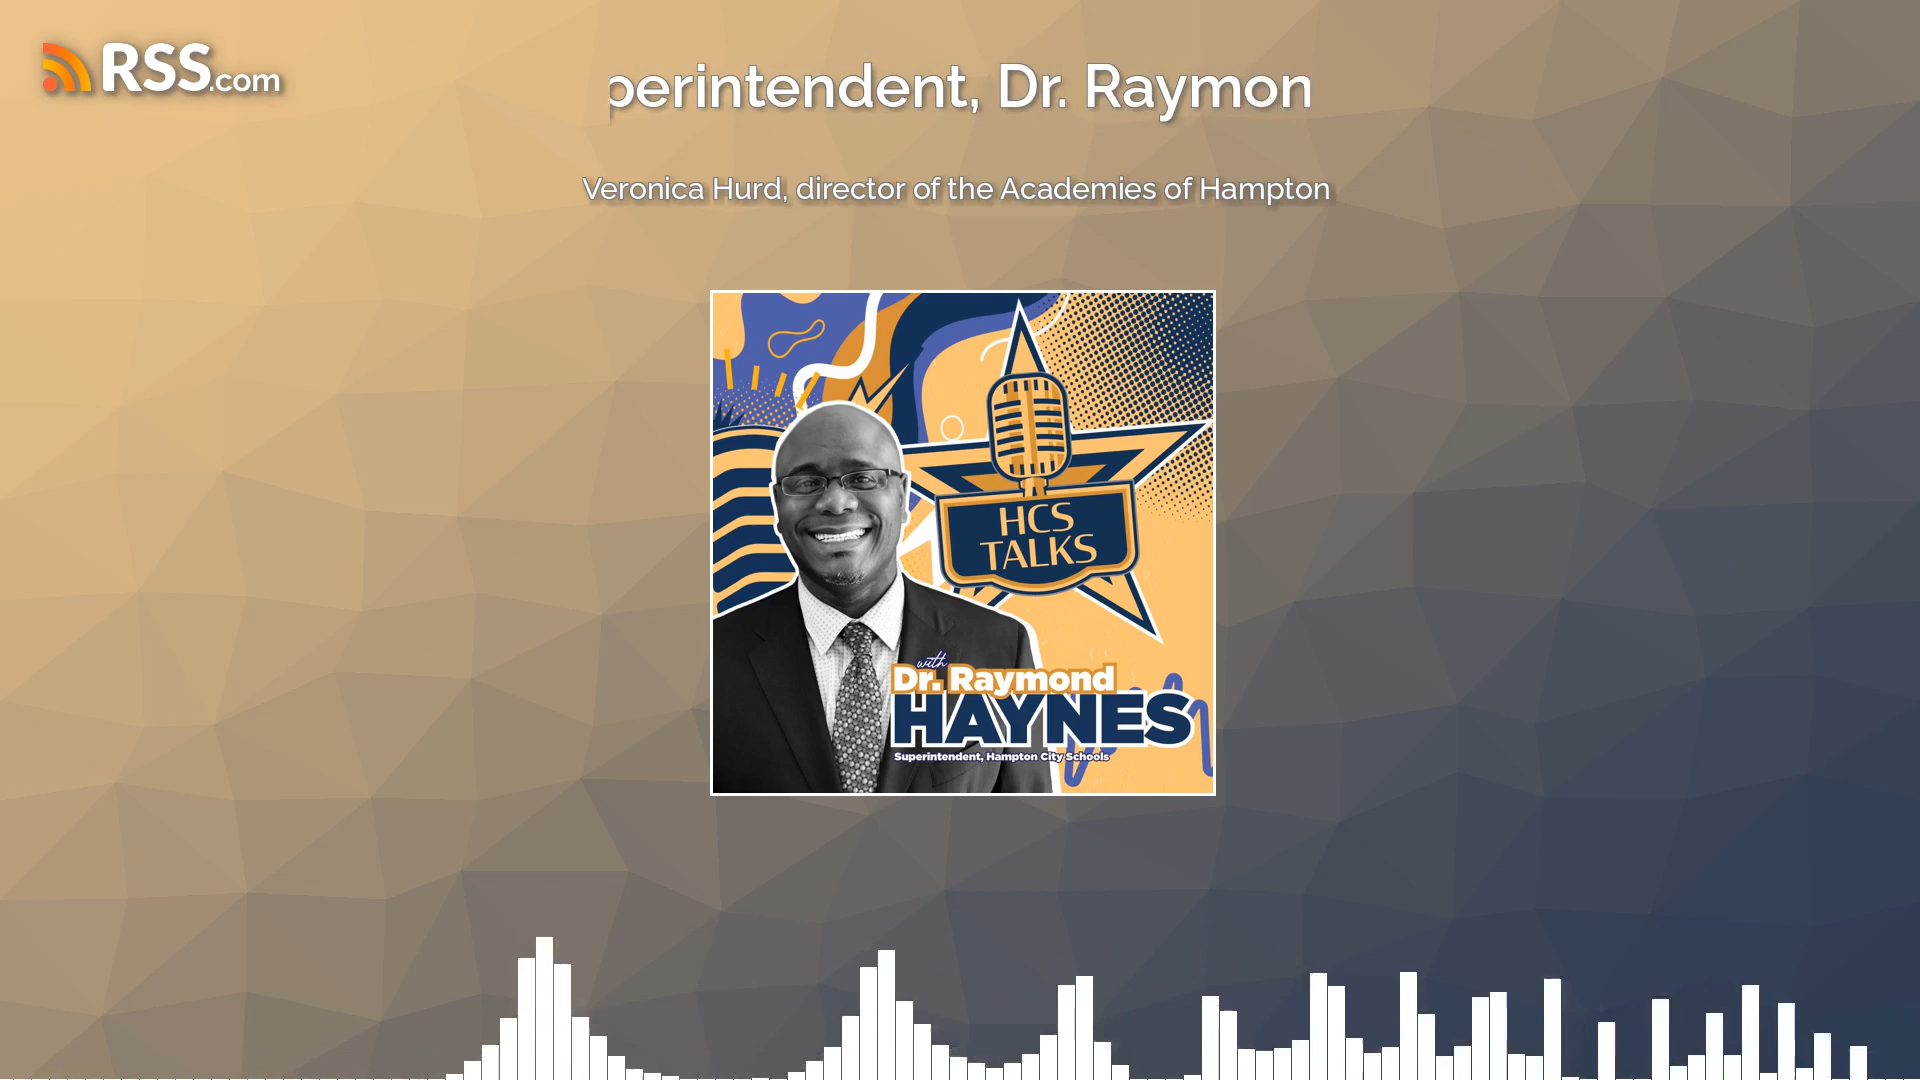 RSS.com
perintendent, Dr. Raymon
Veronica Hurd, director of the Academies of Hampton
HCS
TALKS
with
Dr. Raymond
HAYNES
Superintendent, Hampton City Schools